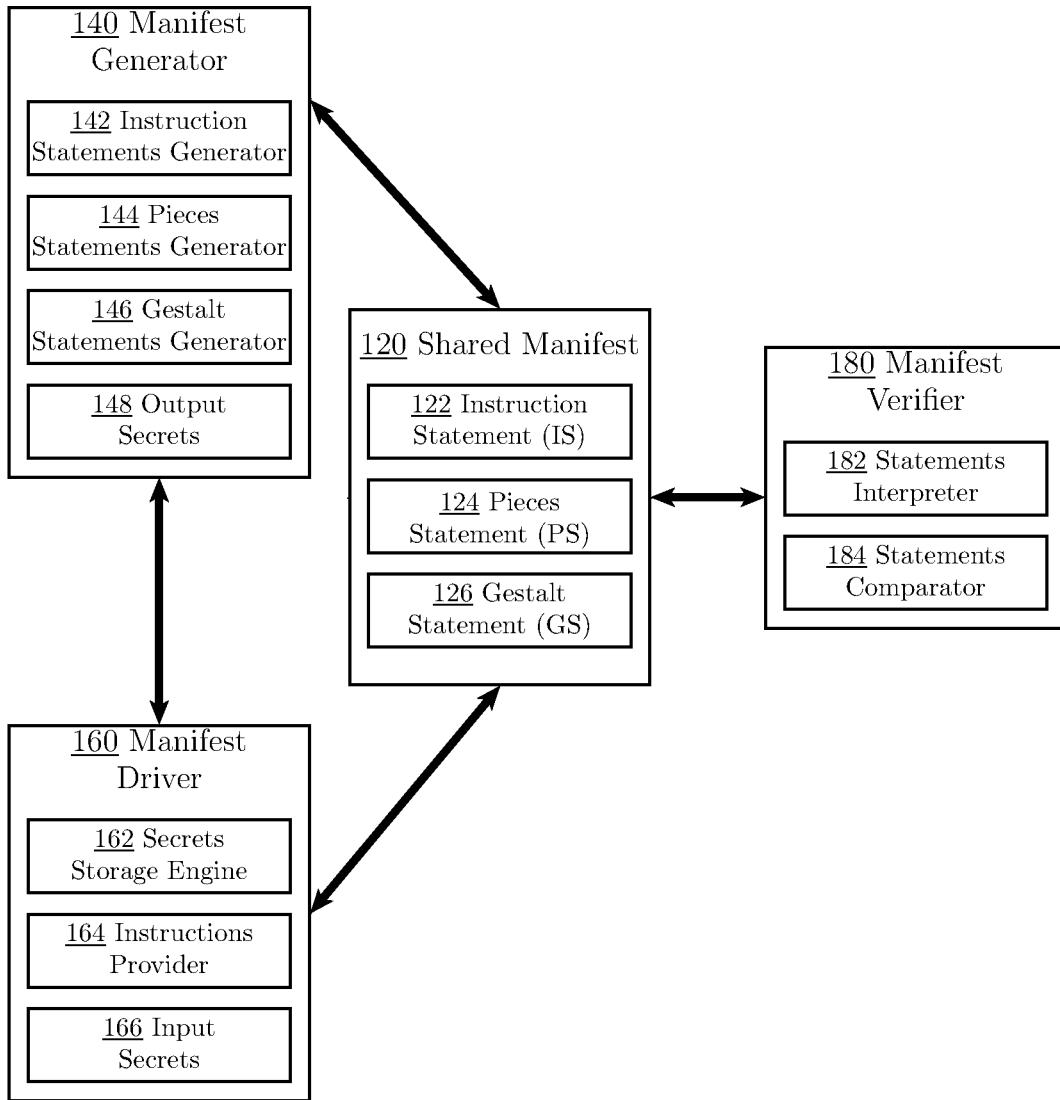 140 Manifest
Generator
142 Instruction
Statements Generator
144 Pieces
Statements Generator
146 Gestalt
Statements Generator
148 Output
Secrets
120 Shared Manifest
122 Instruction
Statement (IS)
124 Pieces
Statement (PS)
126 Gestalt
Statement (GS)
180 Manifest
Verifier
182 Statements
Interpreter
184 Statements
Comparator
160 Manifest
Driver
162 Secrets
Storage Engine
164 Instructions
Provider
166 Input
Secrets